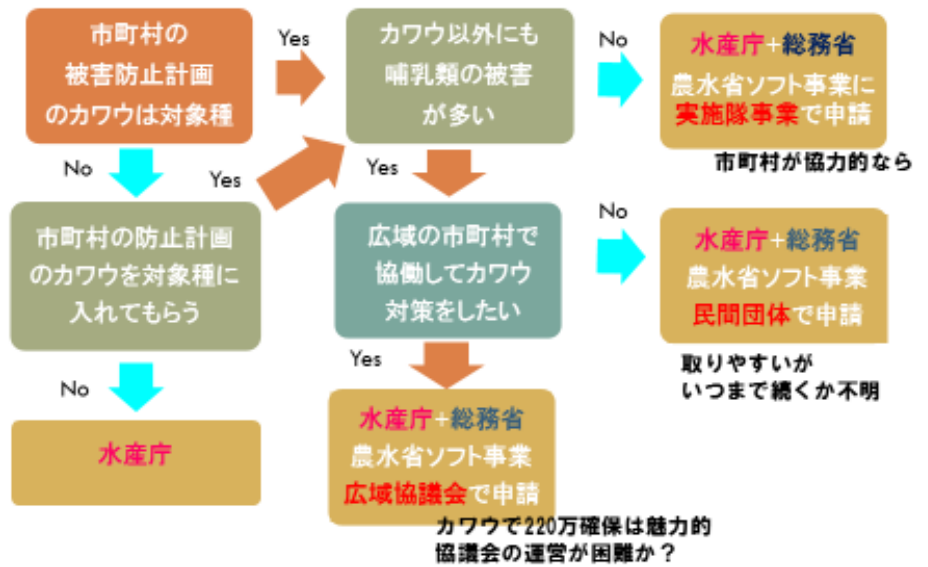 市町村の
被害防止計画
のカワウは対象種
Yes
カワウ以外にも
哺乳類の被害
が多い
No
水産庁+総務省
農水省ソフト事業に
実施隊事業で申請
市町村が協力的なら
No
Yes
Yes
市町村の防止計画
のカワウを対象種に
入れてもらう
広域の市町村で
協働してカワウ
対策をしたい
No
水産庁+総務省
農水省ソフト事業
民間団体で申請
取りやすいが
いつまで続くか不明
No
水産庁
Yes
水産庁+総務省
農水省ソフト事業
広域協議会で申請
カワウで220万確保は魅力的
協議会の運営が困難か？